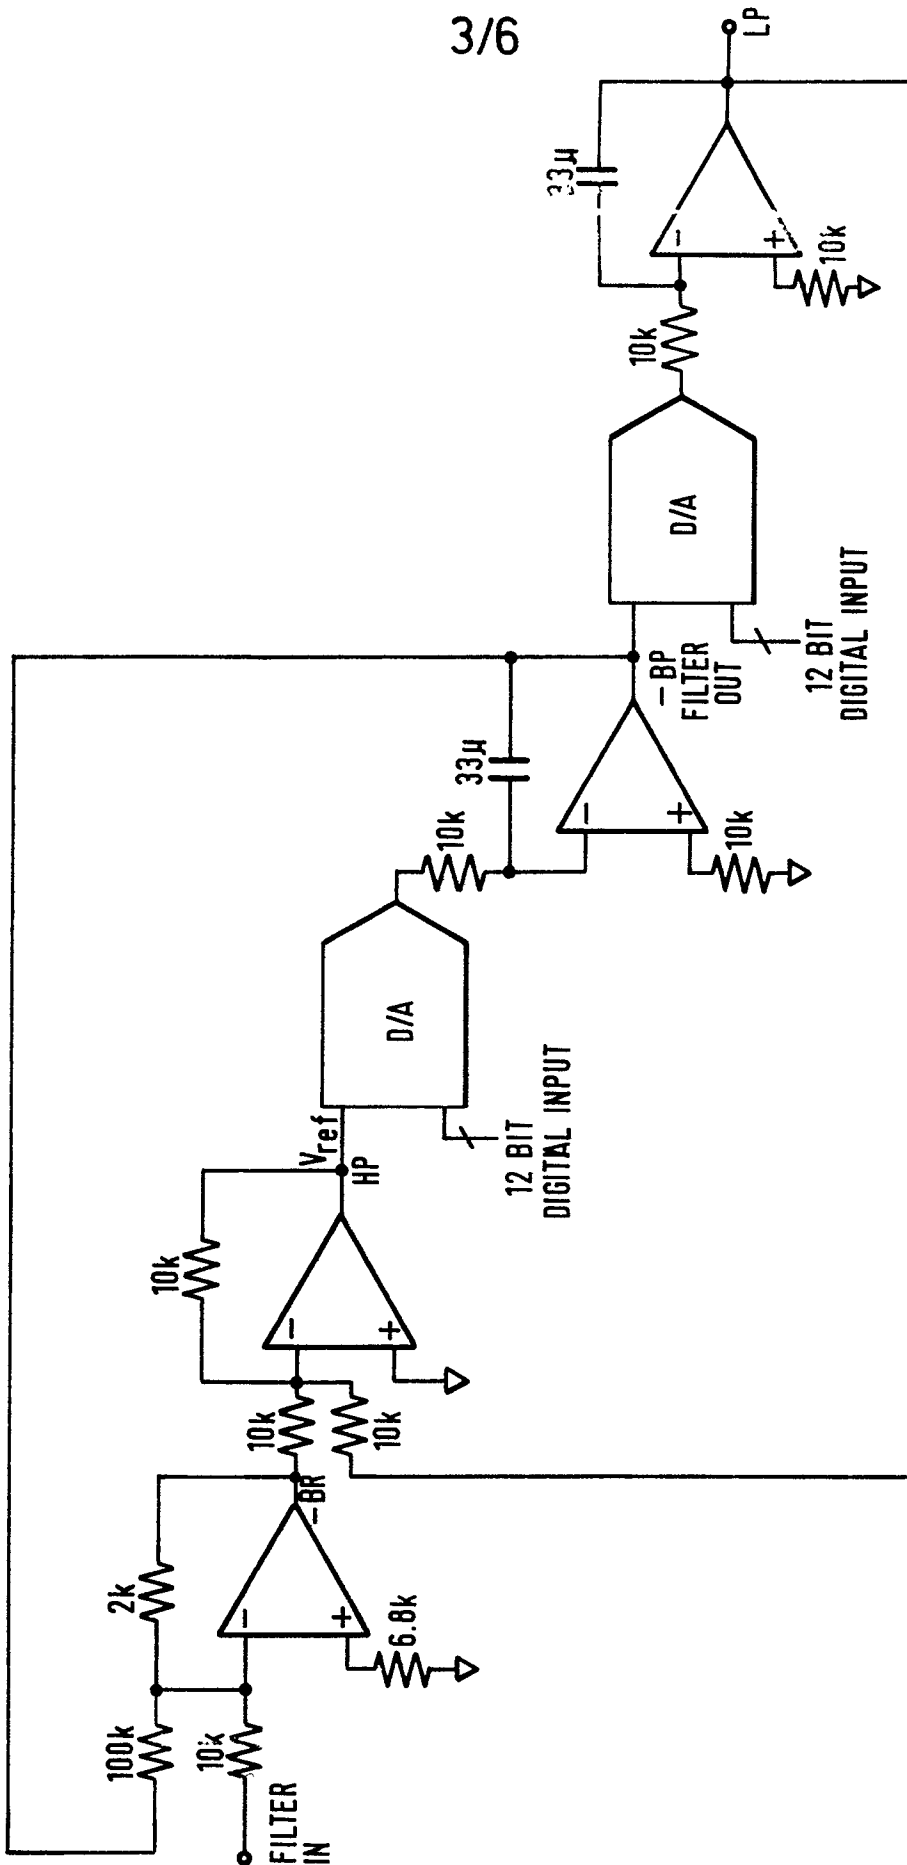 3/6
FILTER
IN
10k
100k
2k
–
+
6.8k
–BR
10k
10k
10k
–
+
V_ref
HP
D/A
12 BIT
DIGITAL INPUT
10k
33µ
–
+
10k
–BP
FILTER
OUT
D/A
12 BIT
DIGITAL INPUT
10k
33µ
–
+
10k
LP